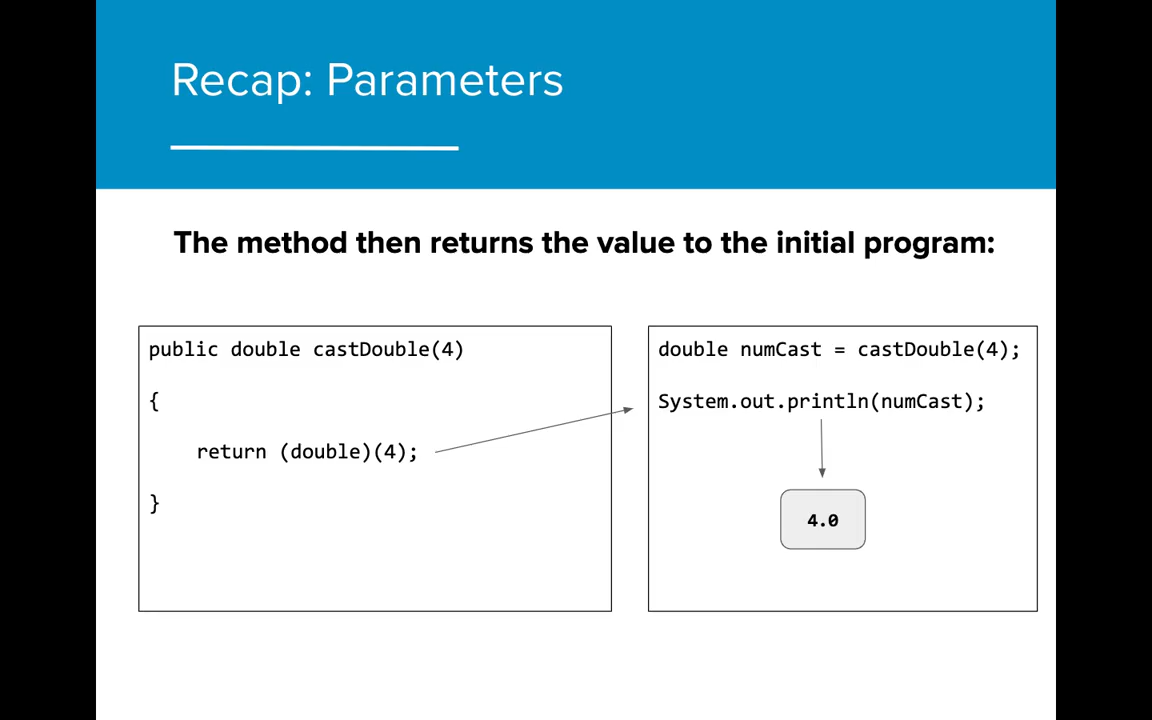 Recap: Parameters
The method then returns the value to the initial program:
public double castDouble(4)
{
return (double)(4);
}
double numCast = castDouble(4);
System.out.println(numCast);
4.0